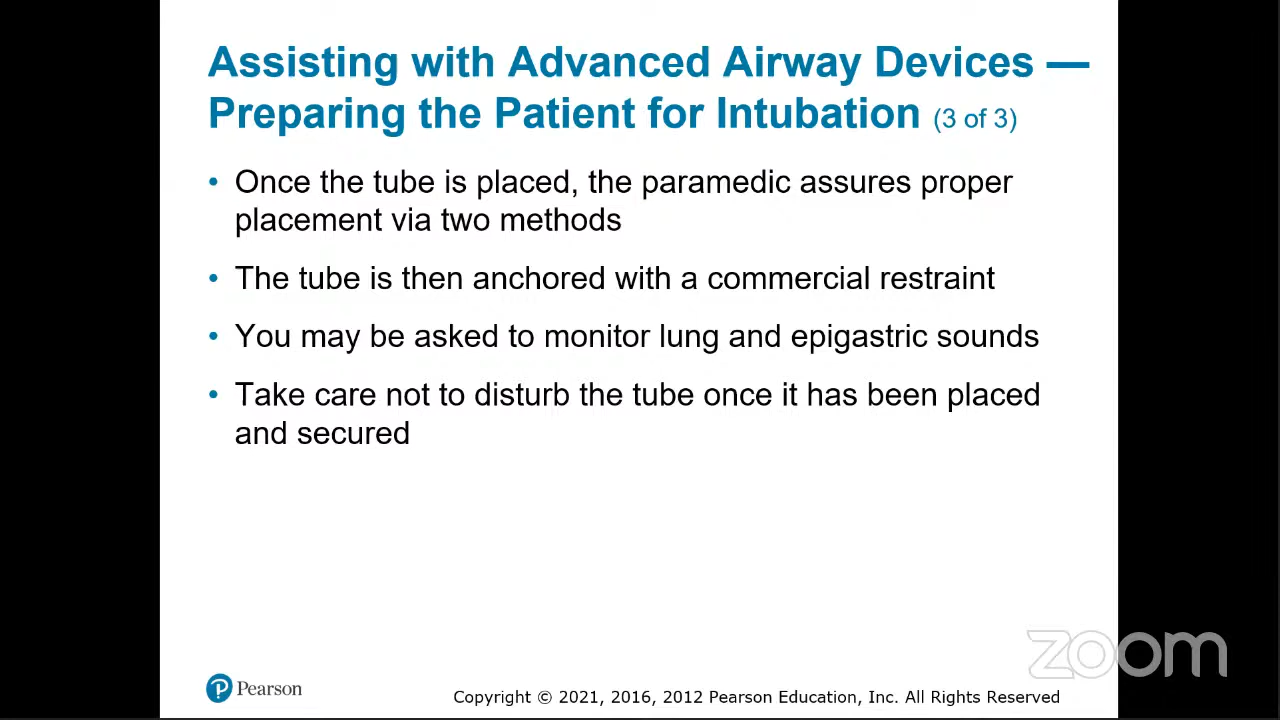 Assisting with Advanced Airway Devices —
Preparing the Patient for Intubation (3 of 3)
• Once the tube is placed, the paramedic assures proper
placement via two methods
• The tube is then anchored with a commercial restraint
• You may be asked to monitor lung and epigastric sounds
• Take care not to disturb the tube once it has been placed
and secured
zoom
P Pearson
Copyright © 2021, 2016, 2012 Pearson Education, Inc. All Rights Reserved